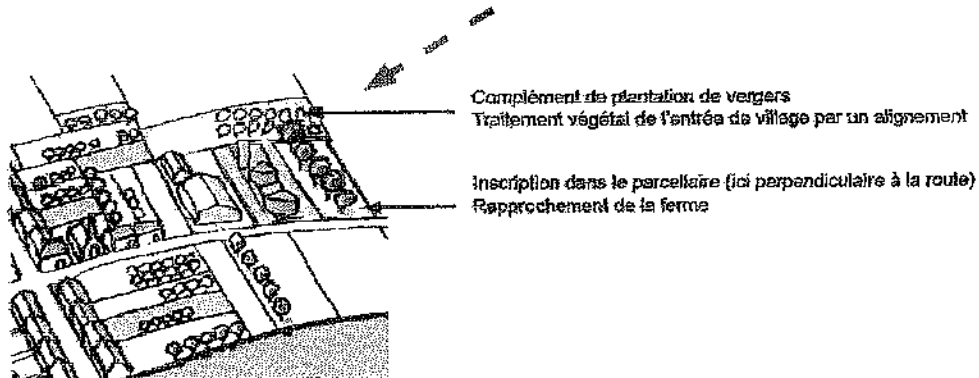 Complément de plantation de vergers
Traitement végétal de l'entrée de village par un alignement
Inscription dans le parcellaire (ici perpendiculaire à la route)
Rapprochement de la ferme